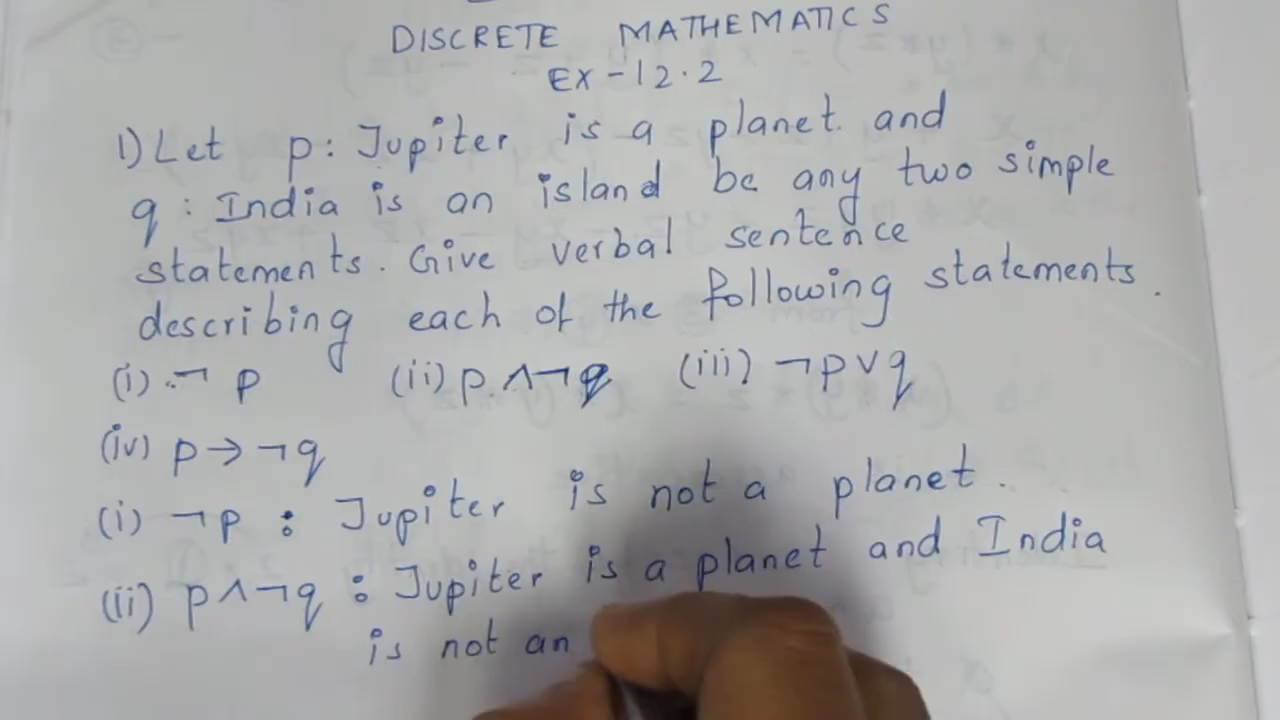 DISCRETE MATHEMATICS
EX-12.2
1) Let p: Jupiter is a planet and
q: India is an island be any two simple
statements. Give verbal sentence
describing each of the following statements.
(i) ¬p (ii) p∧¬q (iii) ¬p∨q
(iv) p→¬q
(i) ¬p : Jupiter is not a planet.
(ii) p∧¬q : Jupiter is a planet and India
is not an